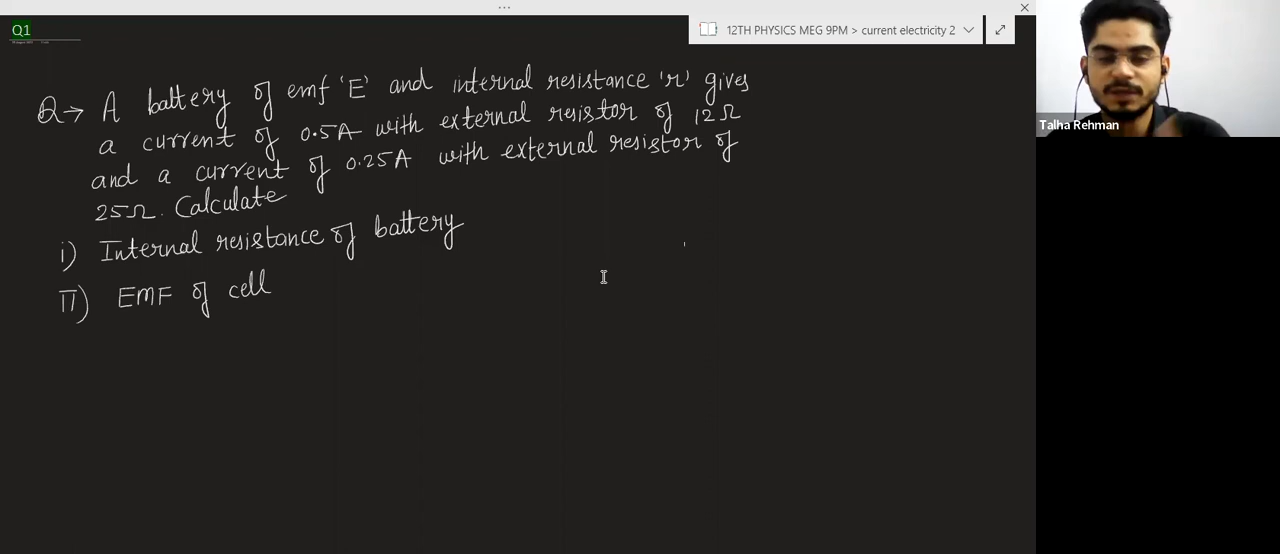 Q1
12TH PHYSICS MEG 9PM > current electricity 2
Talha Rehman
Q→ A battery of emf 'E' and internal resistance 'r' gives
a current of 0.5A with external resistor of 12Ω
and a current of 0.25A with external resistor of
25Ω. Calculate
i) Internal resistance of battery
II) EMF of cell